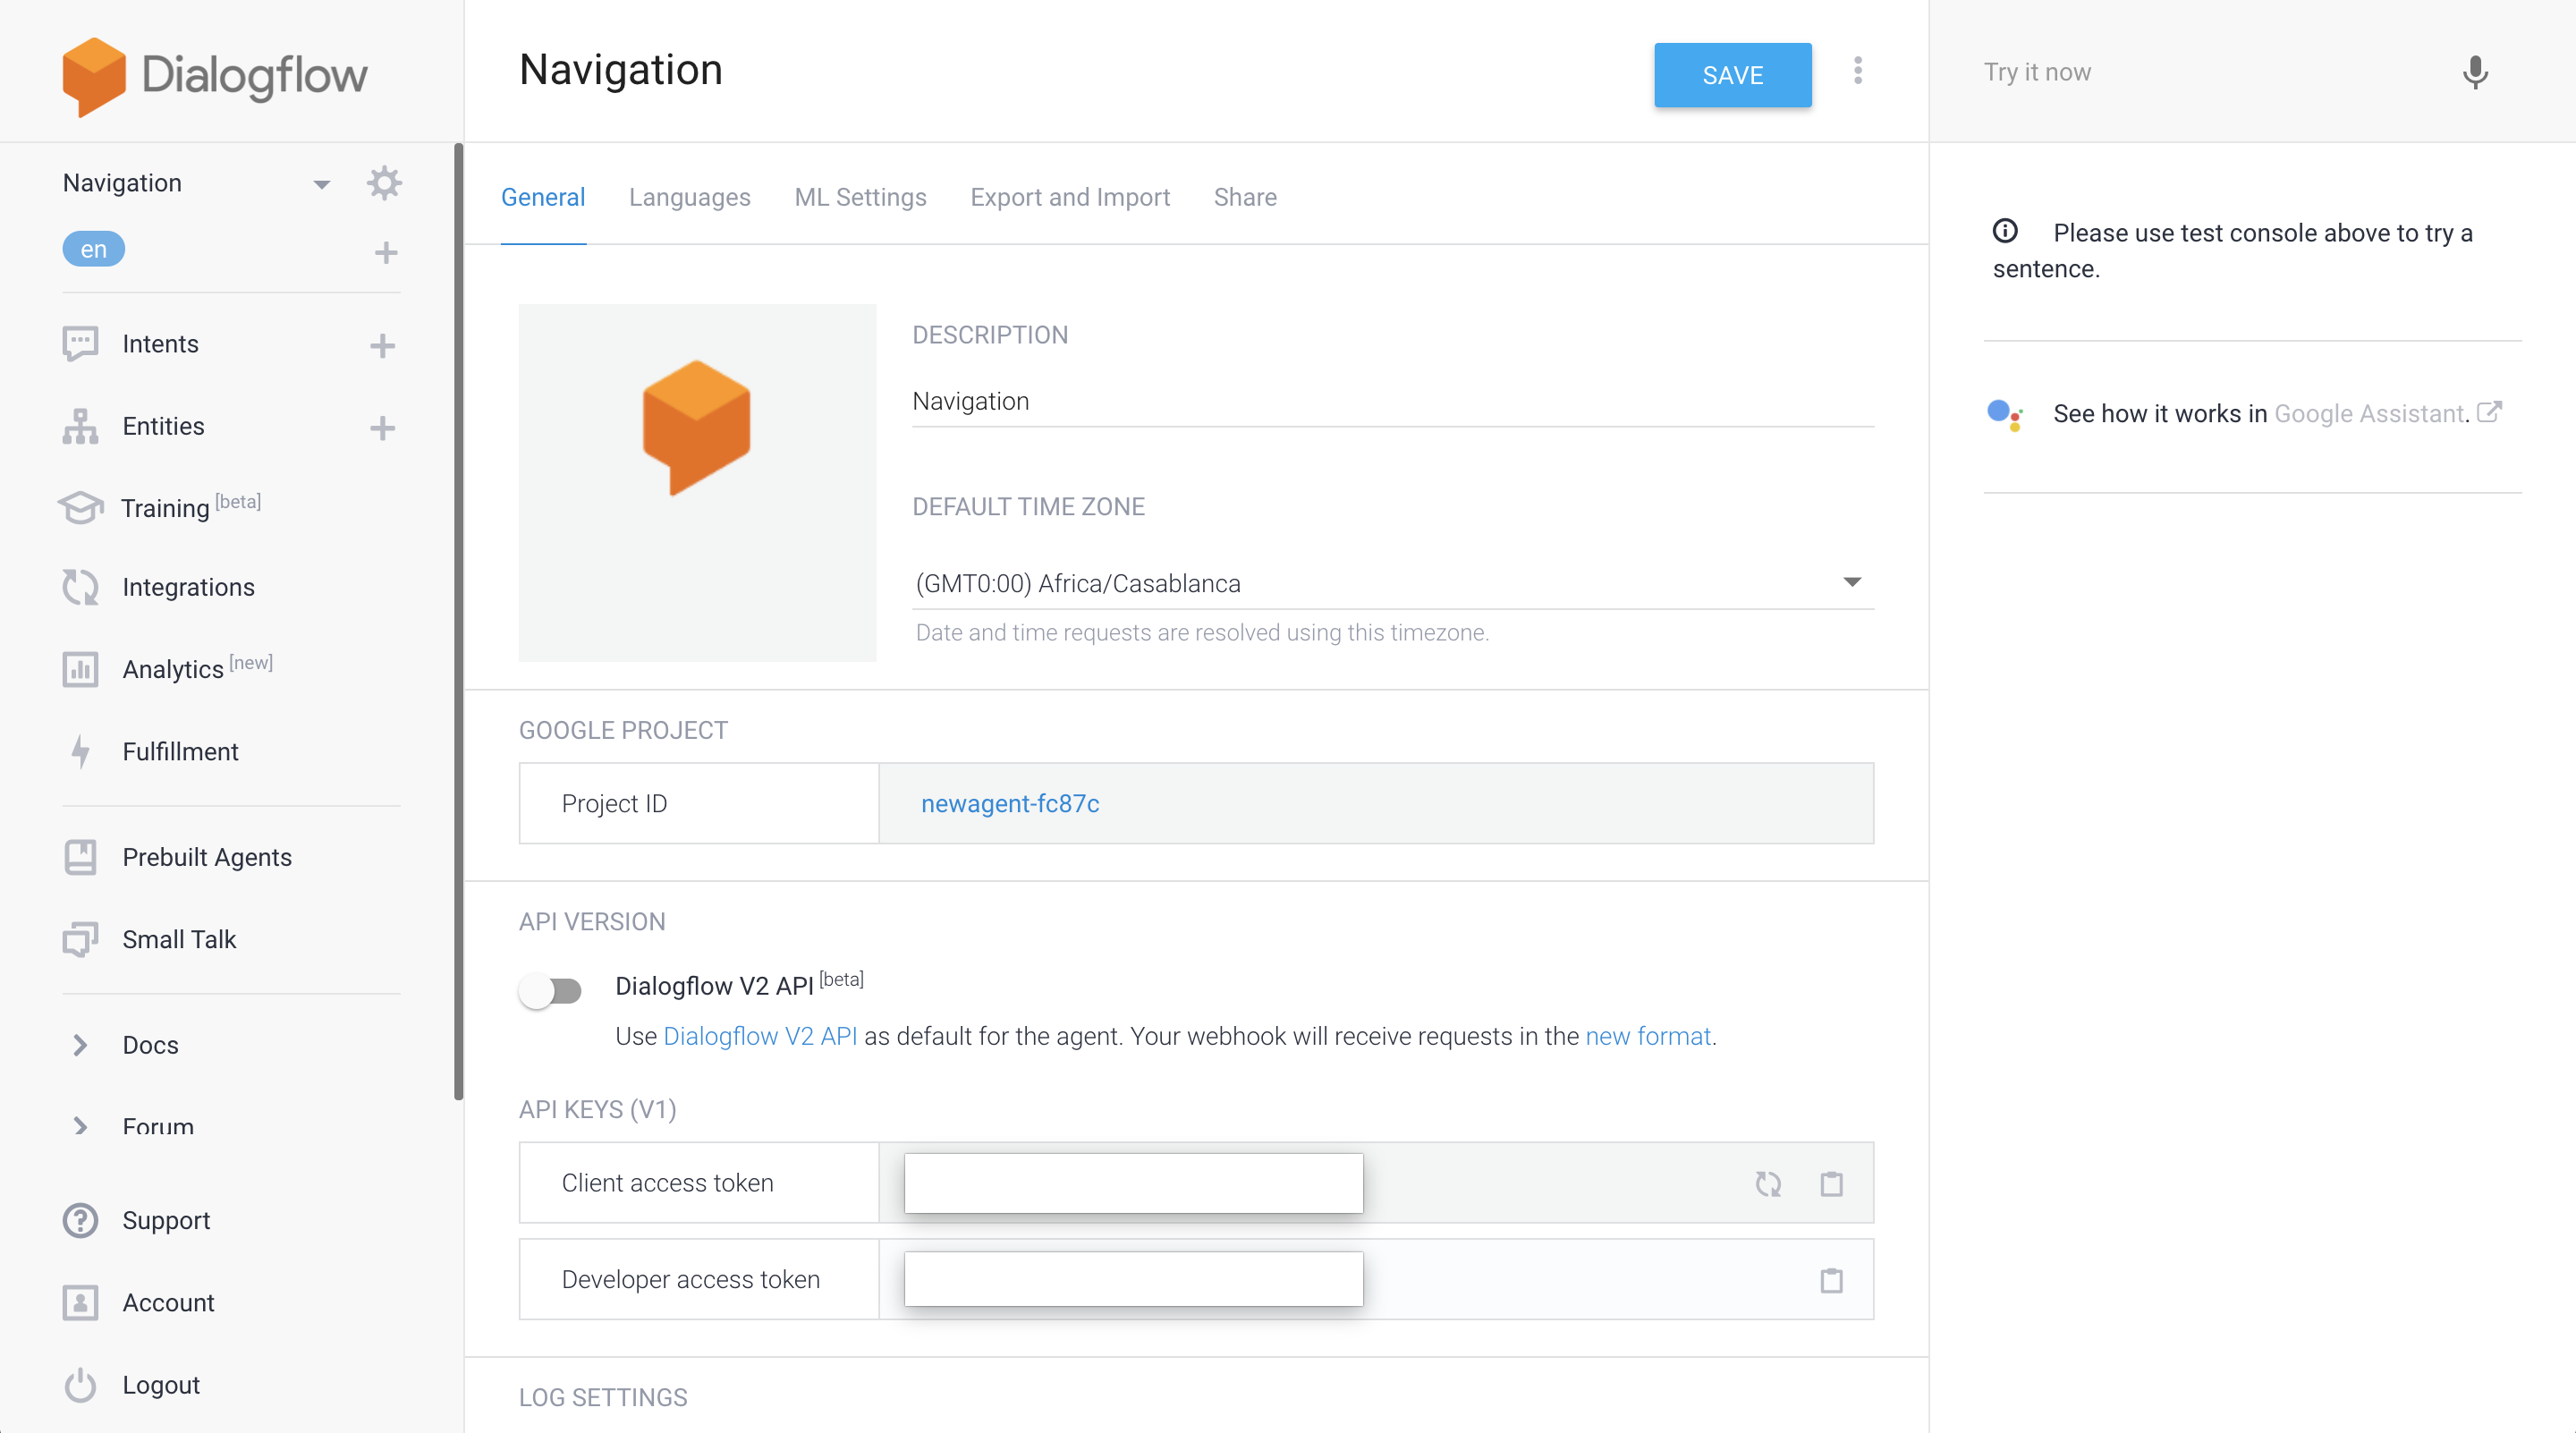 Dialogflow
Navigation
en
Intents
Entities
Training [beta]
Integrations
Analytics [new]
Fulfillment
Prebuilt Agents
Small Talk
Docs
Forum
Support
Account
Logout
Navigation
SAVE
General Languages ML Settings Export and Import Share
DESCRIPTION
Navigation
DEFAULT TIME ZONE
(GMT0:00) Africa/Casablanca
Date and time requests are resolved using this timezone.
GOOGLE PROJECT
Project ID newagent-fc87c
API VERSION
Dialogflow V2 API [beta]
Use Dialogflow V2 API as default for the agent. Your webhook will receive requests in the new format.
API KEYS (V1)
Client access token
Developer access token
LOG SETTINGS
Try it now
Please use test console above to try a
sentence.
See how it works in Google Assistant.